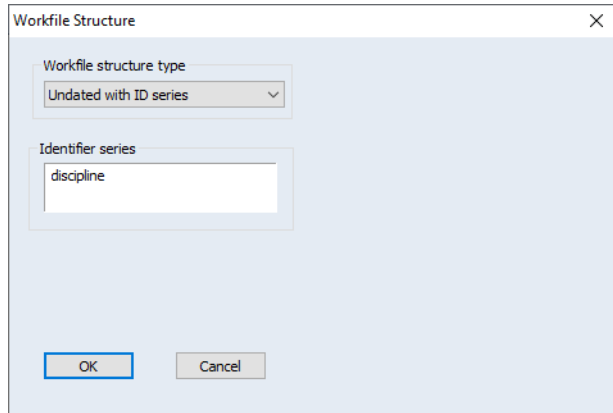 Workfile Structure
Workfile structure type
Undated with ID series
Identifier series
discipline
OK
Cancel